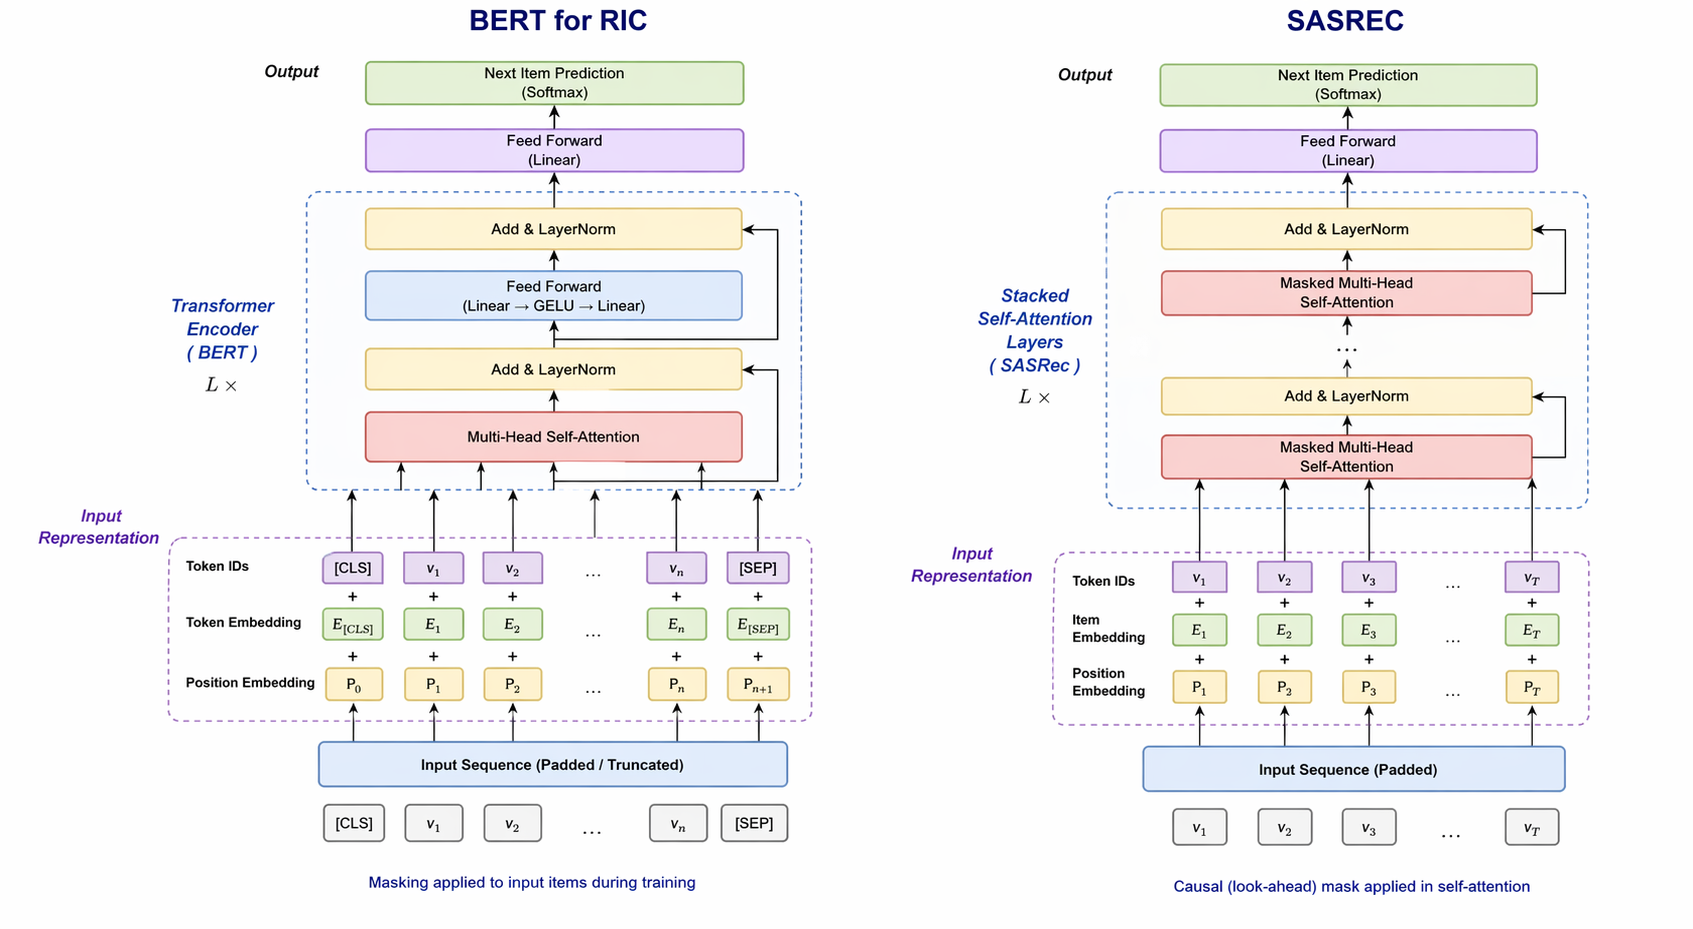 BERT for RIC
Output
Next Item Prediction
(Softmax)
Feed Forward
(Linear)
Add & LayerNorm
Feed Forward
(Linear → GELU → Linear)
Add & LayerNorm
Multi-Head Self-Attention
Transformer
Encoder
( BERT )
L ×
Input
Representation
Token IDs [CLS] v1 v2 ... vn [SEP]
+ + + + +
Token Embedding E[CLS] E1 E2 ... En E[SEP]
+ + + + +
Position Embedding P0 P1 P2 ... Pn Pn+1
Input Sequence (Padded / Truncated)
[CLS] v1 v2 ... vn [SEP]
Masking applied to input items during training
SASREC
Output
Next Item Prediction
(Softmax)
Feed Forward
(Linear)
Add & LayerNorm
Masked Multi-Head
Self-Attention
...
Add & LayerNorm
Masked Multi-Head
Self-Attention
Stacked
Self-Attention
Layers
( SASRec )
L ×
Input
Representation
Token IDs v1 v2 v3 ... vT
+ + + +
Item
Embedding E1 E2 E3 ... ET
+ + + +
Position
Embedding P1 P2 P3 ... PT
Input Sequence (Padded)
v1 v2 v3 ... vT
Causal (look-ahead) mask applied in self-attention